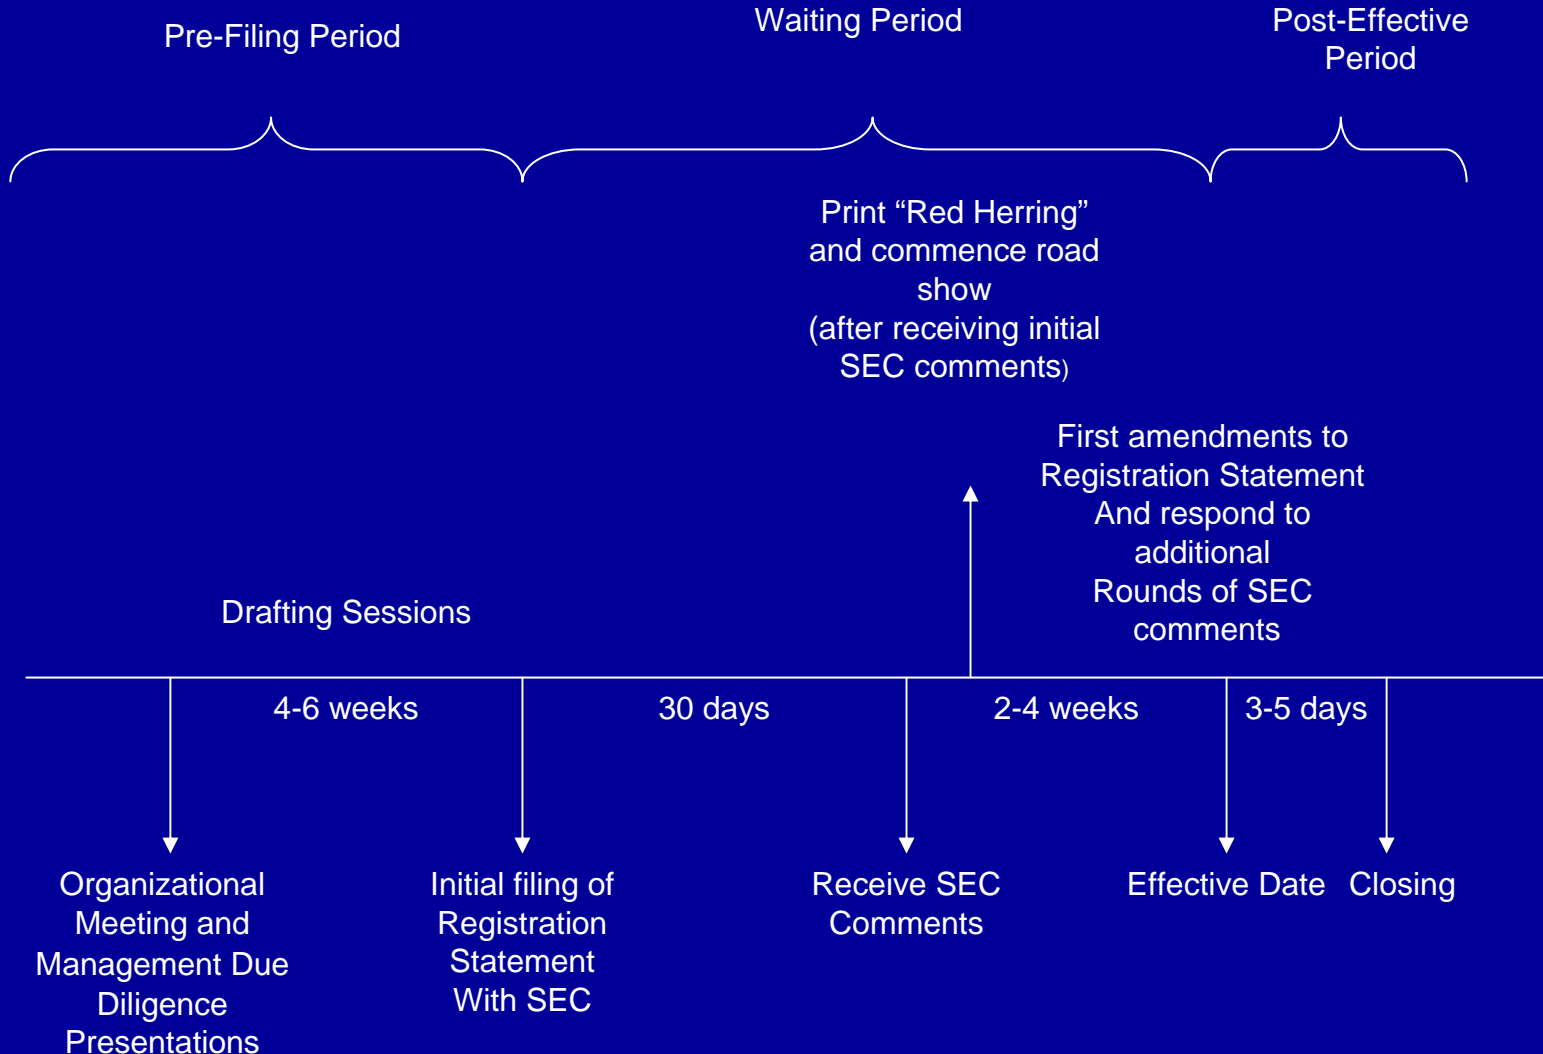 Pre-Filing Period
Waiting Period
Post-Effective
Period
Print “Red Herring”
and commence road
show
(after receiving initial
SEC comments)
First amendments to
Registration Statement
And respond to
additional
Rounds of SEC
comments
Drafting Sessions
4-6 weeks
30 days
2-4 weeks
3-5 days
Organizational
Meeting and
Management Due
Diligence
Presentations
Initial filing of
Registration
Statement
With SEC
Receive SEC
Comments
Effective Date
Closing